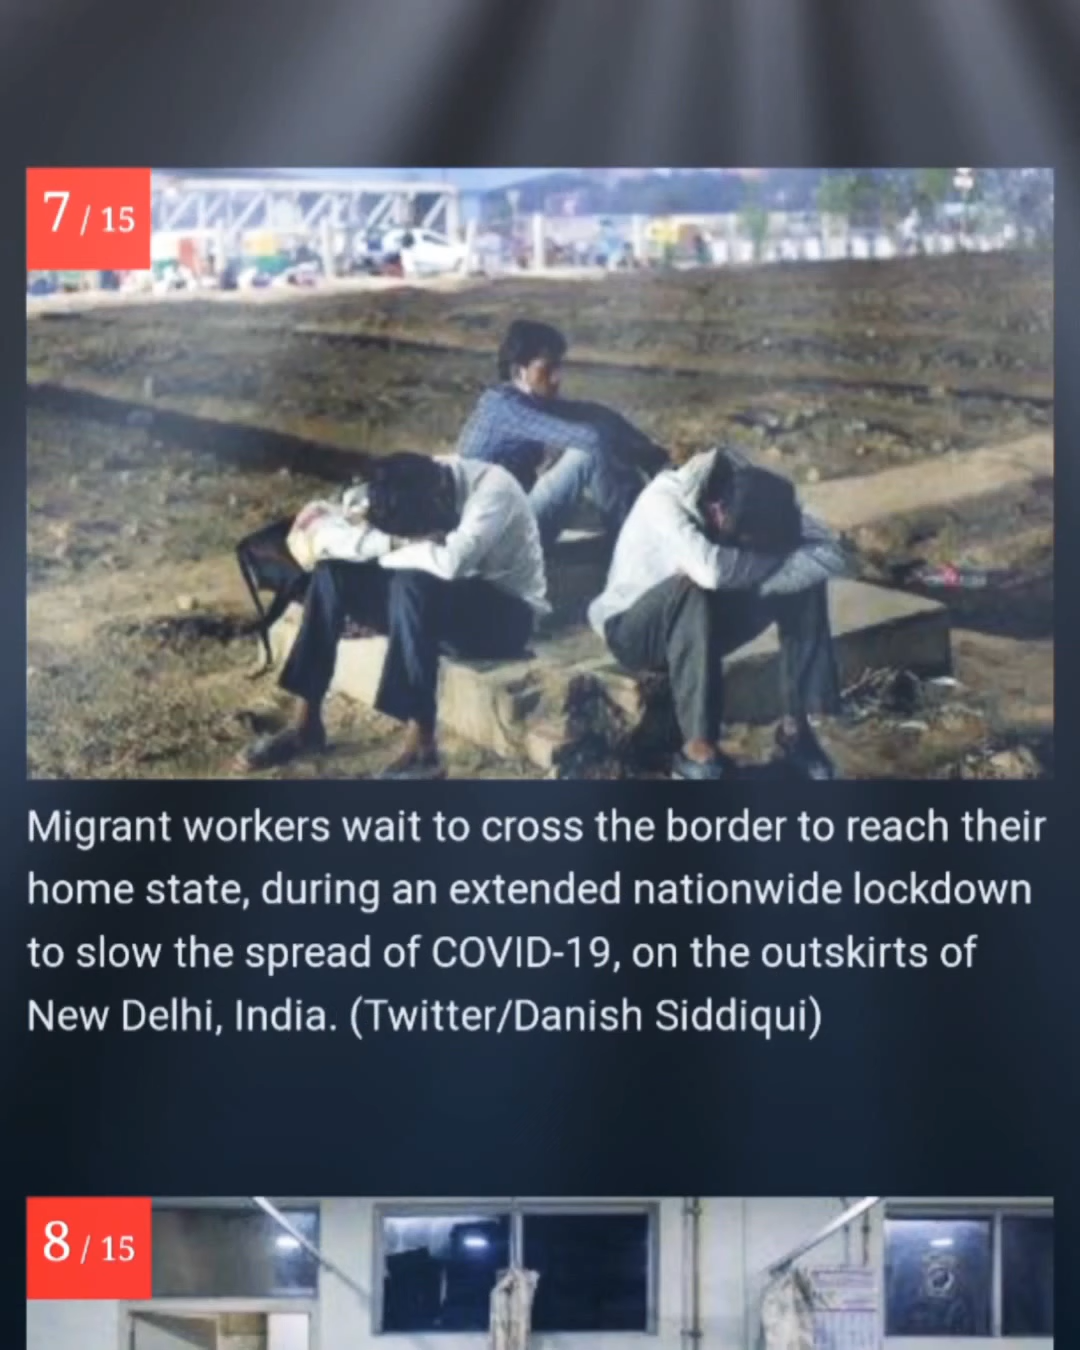 7 / 15
Migrant workers wait to cross the border to reach their
home state, during an extended nationwide lockdown
to slow the spread of COVID-19, on the outskirts of
New Delhi, India. (Twitter/Danish Siddiqui)
8 / 15